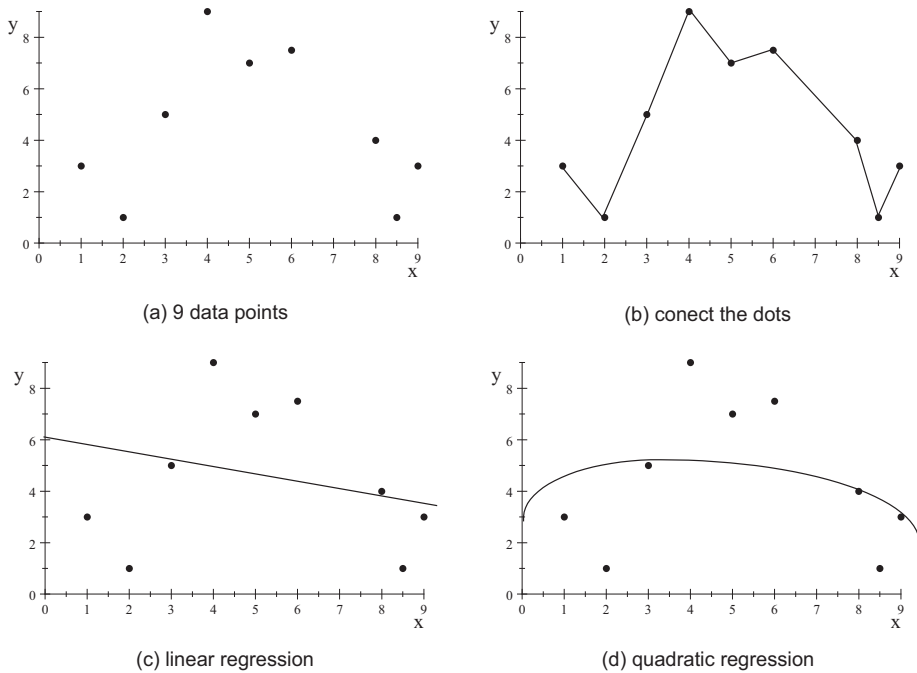 y
8
6
4
2
0
0 1 2 3 4 5 6 7 8 9
x
(a) 9 data points
y
8
6
4
2
0
0 1 2 3 4 5 6 7 8 9
x
(b) conect the dots
y
8
6
4
2
0
0 1 2 3 4 5 6 7 8 9
x
(c) linear regression
y
8
6
4
2
0
0 1 2 3 4 5 6 7 8 9
x
(d) quadratic regression